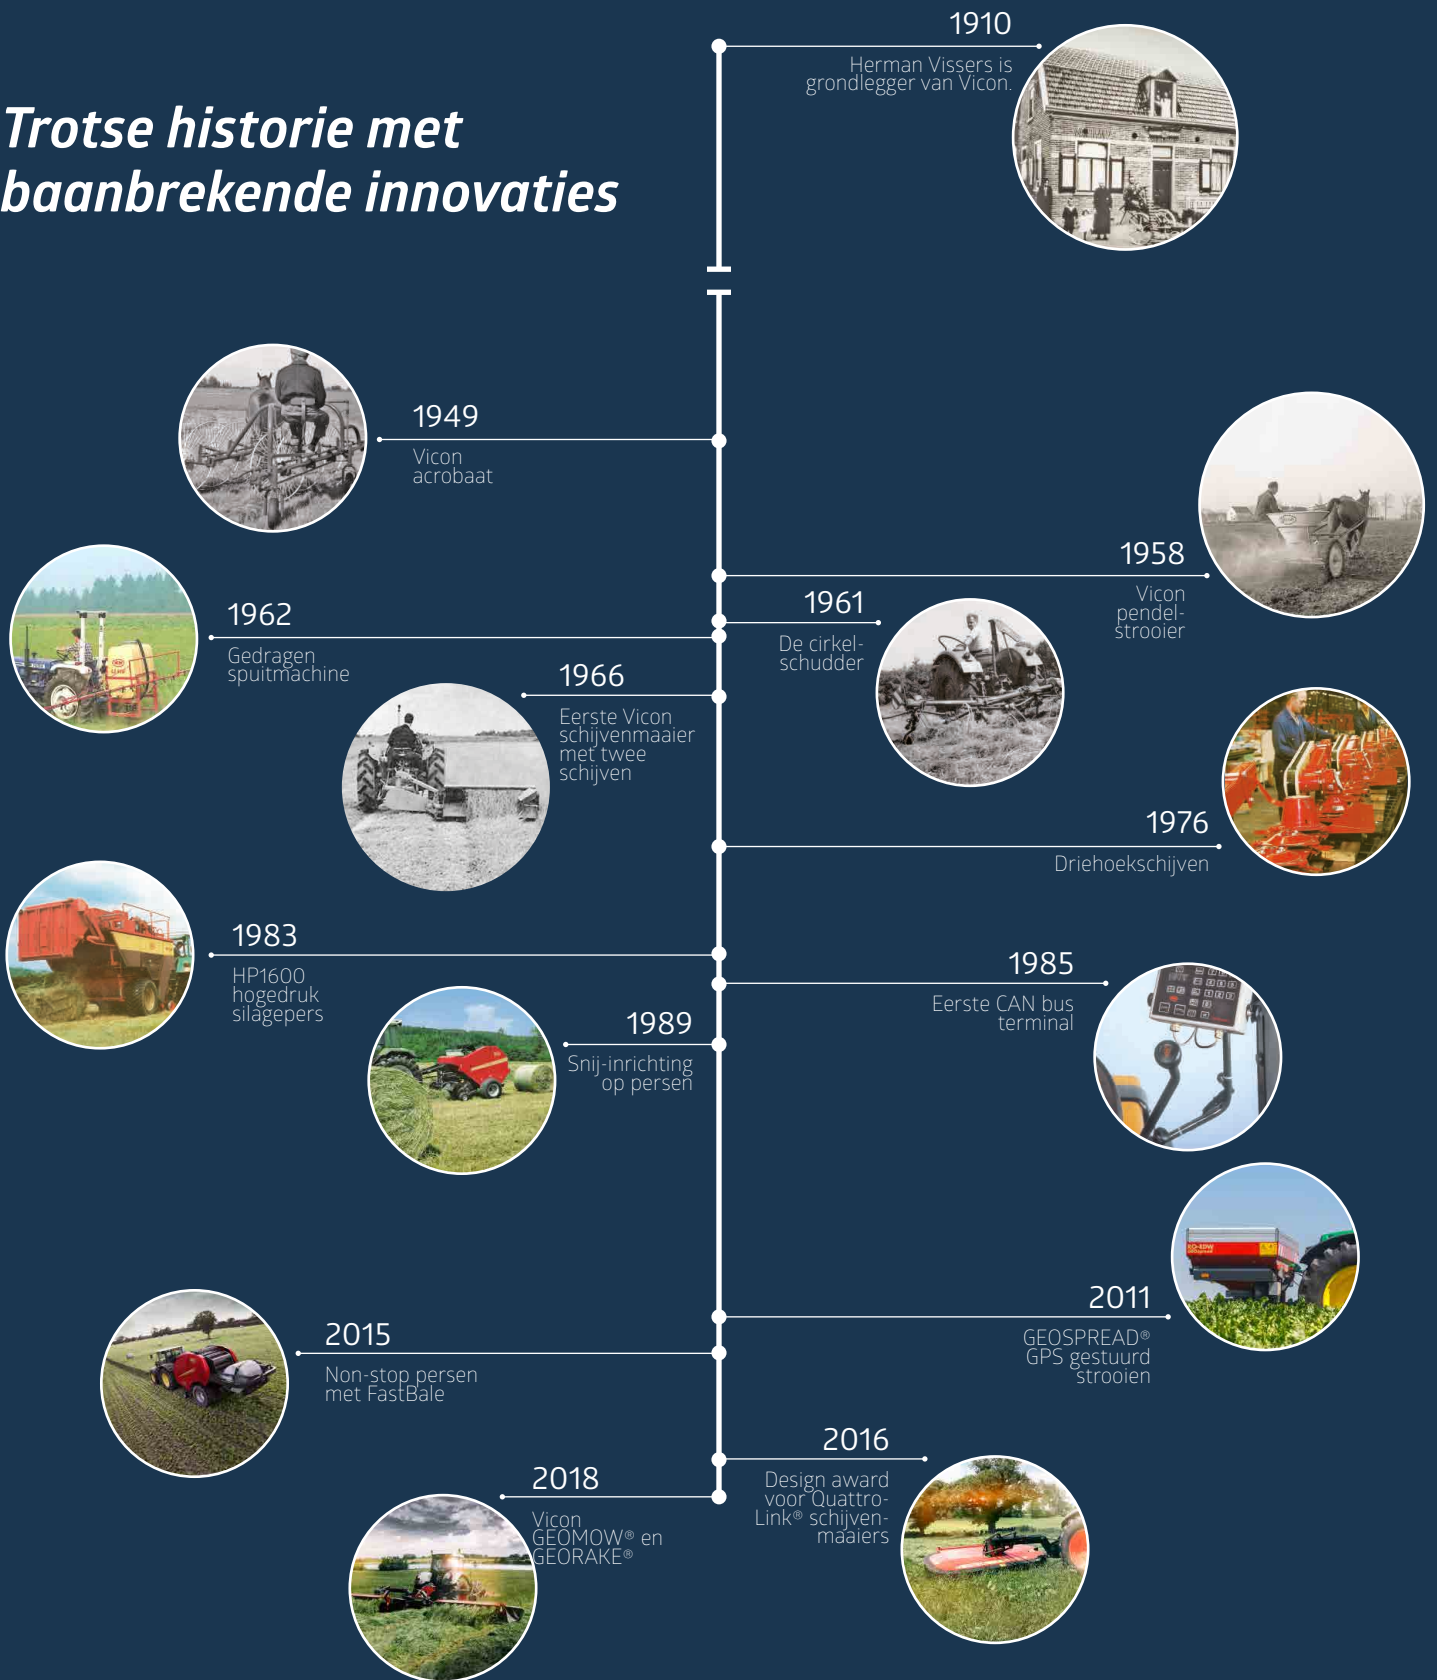 Trotse historie met
baanbrekende innovaties
1910
Herman Vissers is
grondlegger van Vicon.
1949
Vicon
acrobaat
1958
Vicon
pendel-
strooier
1961
De cirkel-
schudder
1962
Gedragen
spuitmachine
1966
Eerste Vicon
schijvenmaaier
met twee
schijven
1976
Driehoekschijven
1983
HP1600
hogedruk
silagepers
1985
Eerste CAN bus
terminal
1989
Snij-inrichting
op persen
2011
GEOSPREAD®
GPS gestuurd
strooien
2015
Non-stop persen
met FastBale
2016
Design award
voor Quattro-
Link® schijven-
maaiers
2018
Vicon
GEOMOW® en
GEORAKE®